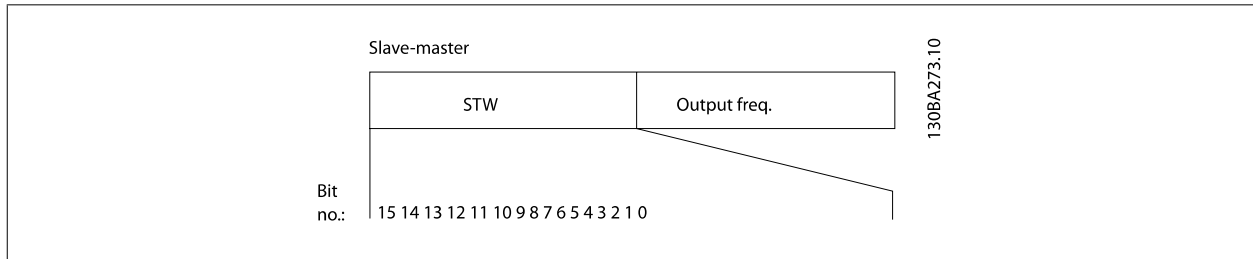 Slave-master
STW
Output freq.
130BA273.10
Bit
no.:
15 14 13 12 11 10 9 8 7 6 5 4 3 2 1 0